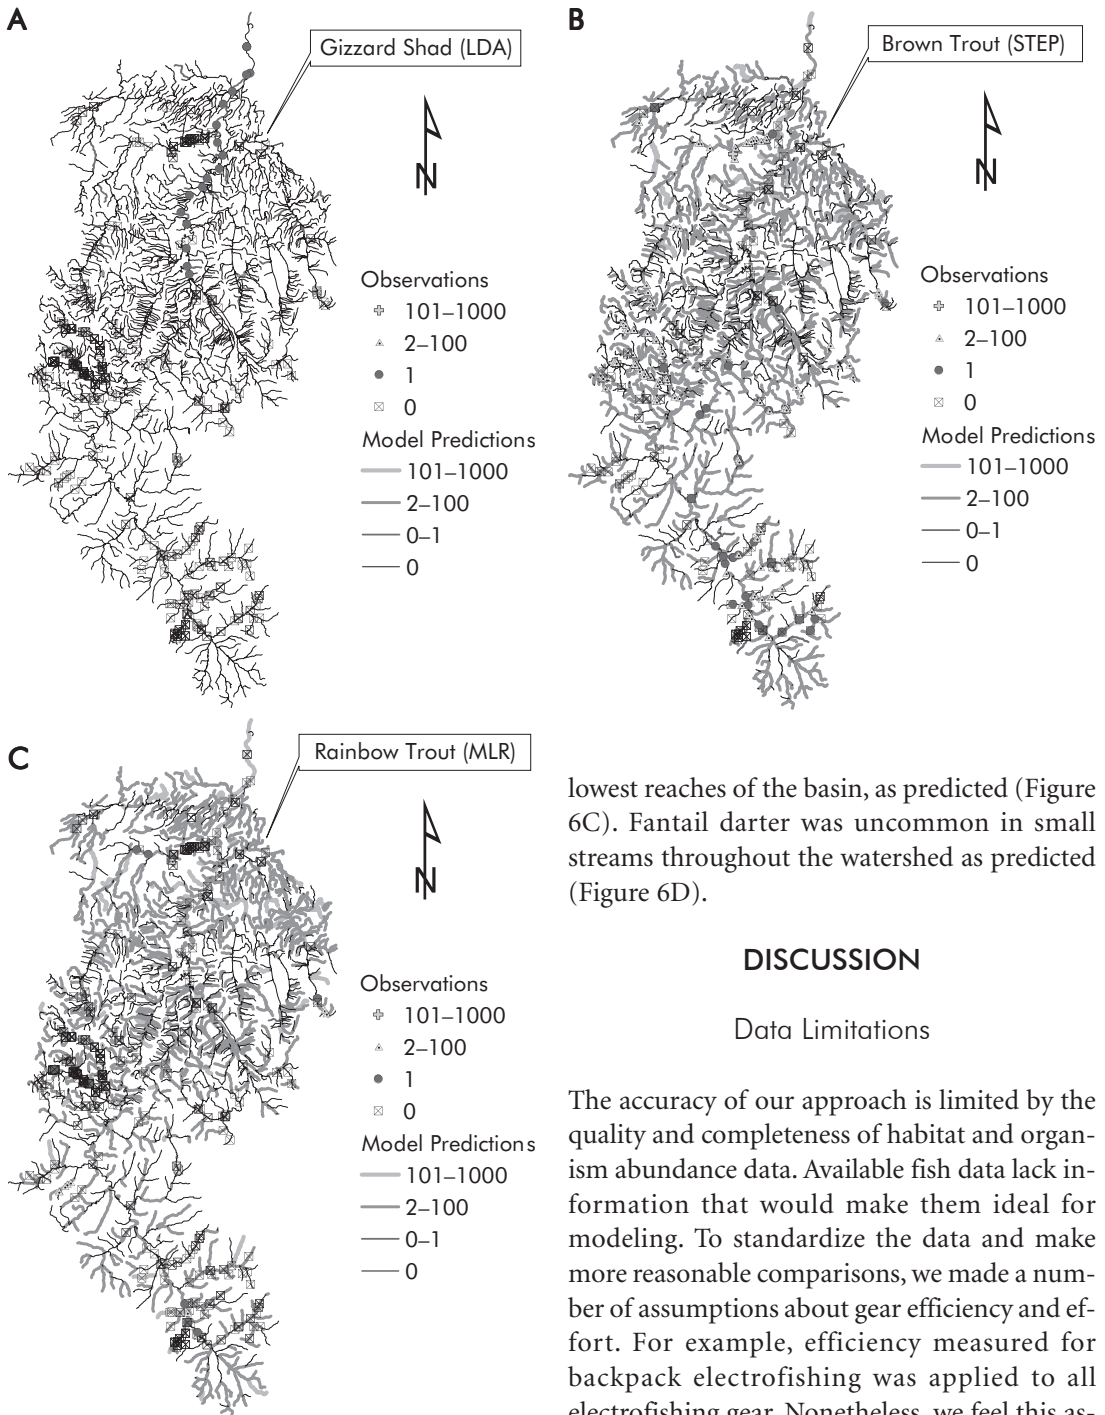 A
Gizzard Shad (LDA)
N
Observations
101–1000
2–100
1
0
Model Predictions
101–1000
2–100
0–1
0
B
Brown Trout (STEP)
N
Observations
101–1000
2–100
1
0
Model Predictions
101–1000
2–100
0–1
0
C
Rainbow Trout (MLR)
N
Observations
101–1000
2–100
1
0
Model Predictions
101–1000
2–100
0–1
0
lowest reaches of the basin, as predicted (Figure
6C). Fantail darter was uncommon in small
streams throughout the watershed as predicted
(Figure 6D).
DISCUSSION
Data Limitations
The accuracy of our approach is limited by the
quality and completeness of habitat and organ-
ism abundance data. Available fish data lack in-
formation that would make them ideal for
modeling. To standardize the data and make
more reasonable comparisons, we made a num-
ber of assumptions about gear efficiency and ef-
fort. For example, efficiency measured for
backpack electrofishing was applied to all
electrofishing gear. Nonetheless, we feel this as-